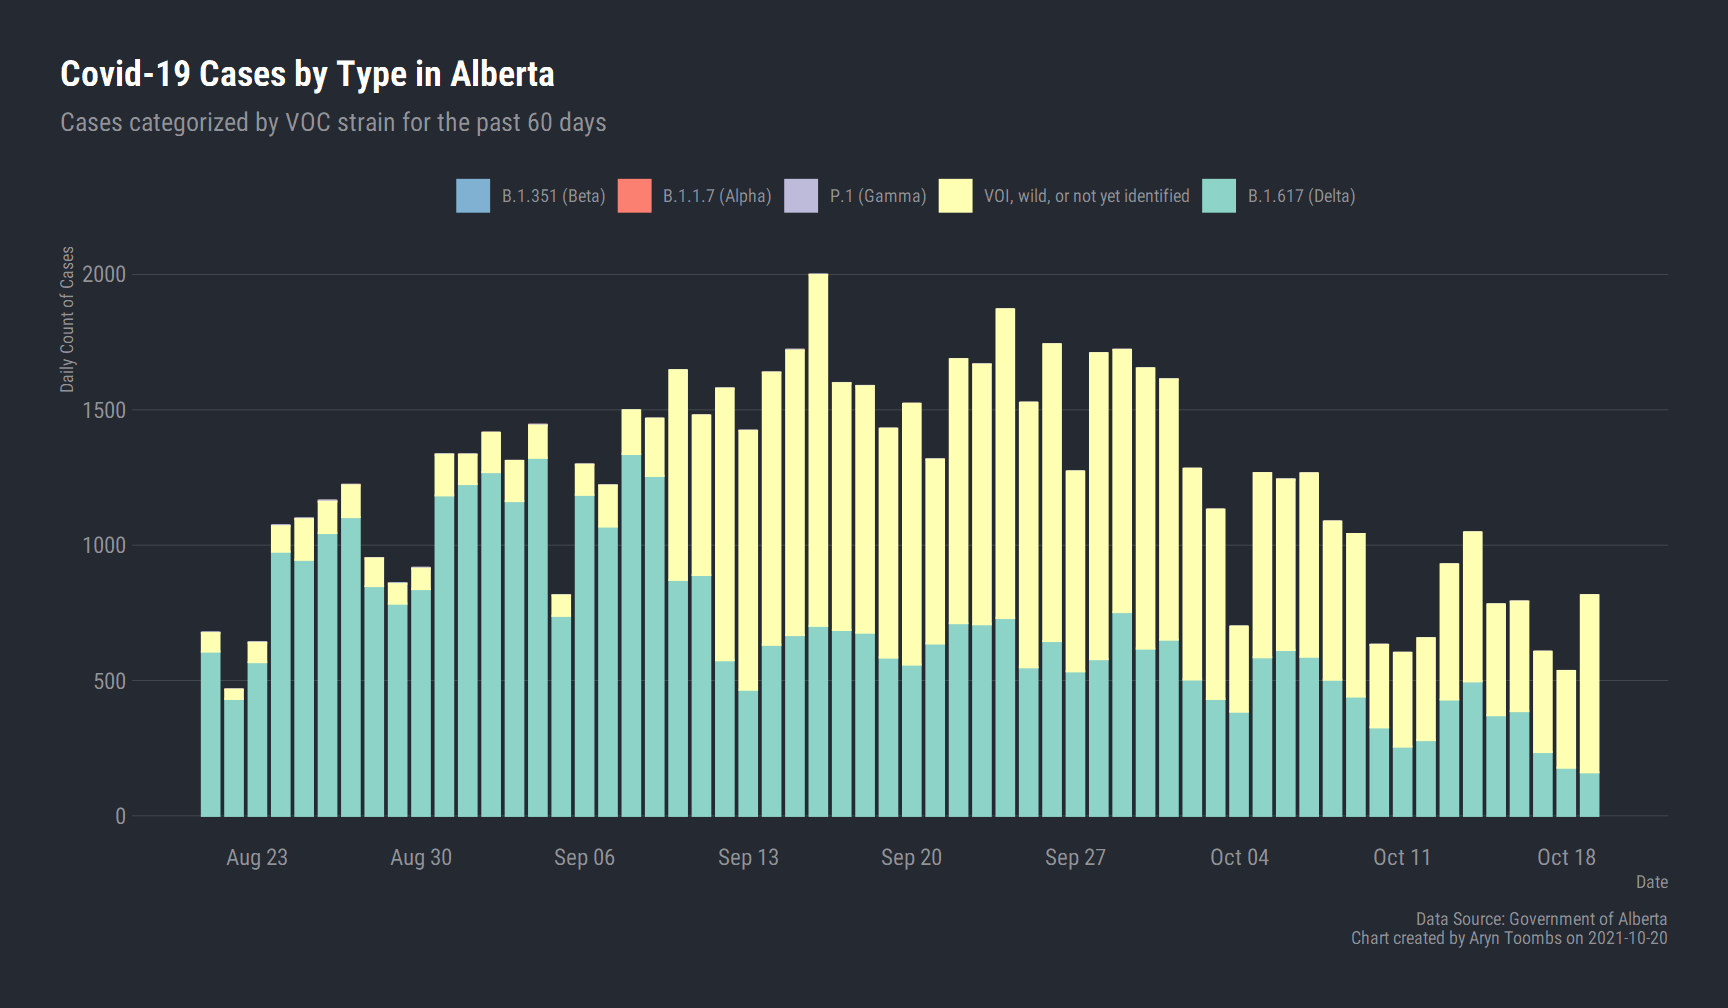 Covid-19 Cases by Type in Alberta
Cases categorized by VOC strain for the past 60 days
B.1.351 (Beta) B.1.1.7 (Alpha) P.1 (Gamma) VOI, wild, or not yet identified B.1.617 (Delta)
Daily Count of Cases
2000
1500
1000
500
0
Aug 23 Aug 30 Sep 06 Sep 13 Sep 20 Sep 27 Oct 04 Oct 11 Oct 18
Date
Data Source: Government of Alberta
Chart created by Aryn Toombs on 2021-10-20